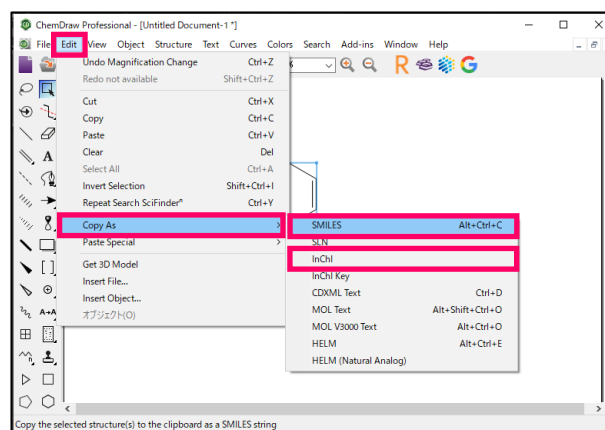 ChemDraw Professional - [Untitled Document-1 *]
File Edit View Object Structure Text Curves Colors Search Add-ins Window Help
Undo Magnification Change Ctrl+Z
Redo not available Shift+Ctrl+Z
Cut Ctrl+X
Copy Ctrl+C
Paste Ctrl+V
Clear Del
Select All Ctrl+A
Invert Selection Shift+Ctrl+I
Repeat Search SciFinderⁿ Ctrl+Y
Copy As
Paste Special
Get 3D Model
Insert File...
Insert Object...
オブジェクト(O)
SMILES Alt+Ctrl+C
SLN
InChI
InChI Key
CDXML Text Ctrl+D
MOL Text Alt+Shift+Ctrl+O
MOL V3000 Text Alt+Ctrl+O
HELM Alt+Ctrl+E
HELM (Natural Analog)
Copy the selected structure(s) to the clipboard as a SMILES string